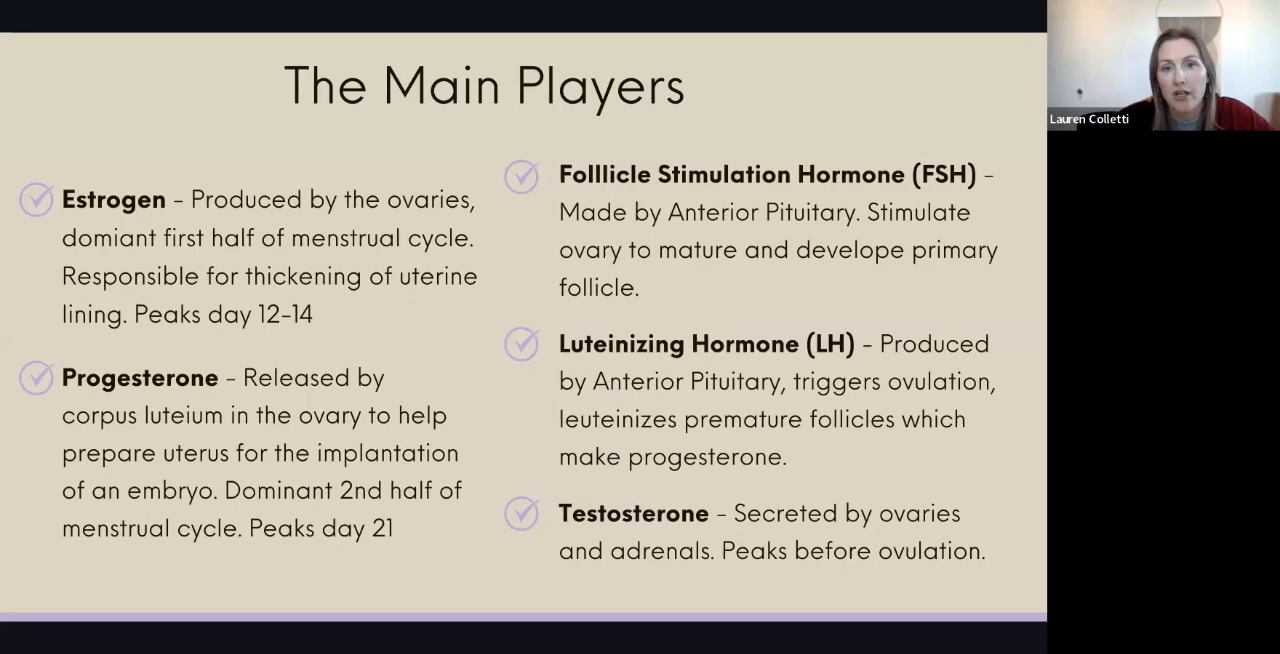 The Main Players
Estrogen - Produced by the ovaries,
domiant first half of menstrual cycle.
Responsible for thickening of uterine
lining. Peaks day 12-14
Progesterone - Released by
corpus luteium in the ovary to help
prepare uterus for the implantation
of an embryo. Dominant 2nd half of
menstrual cycle. Peaks day 21
Folllicle Stimulation Hormone (FSH) -
Made by Anterior Pituitary. Stimulate
ovary to mature and develope primary
follicle.
Luteinizing Hormone (LH) - Produced
by Anterior Pituitary, triggers ovulation,
leuteinizes premature follicles which
make progesterone.
Testosterone - Secreted by ovaries
and adrenals. Peaks before ovulation.
Lauren Colletti